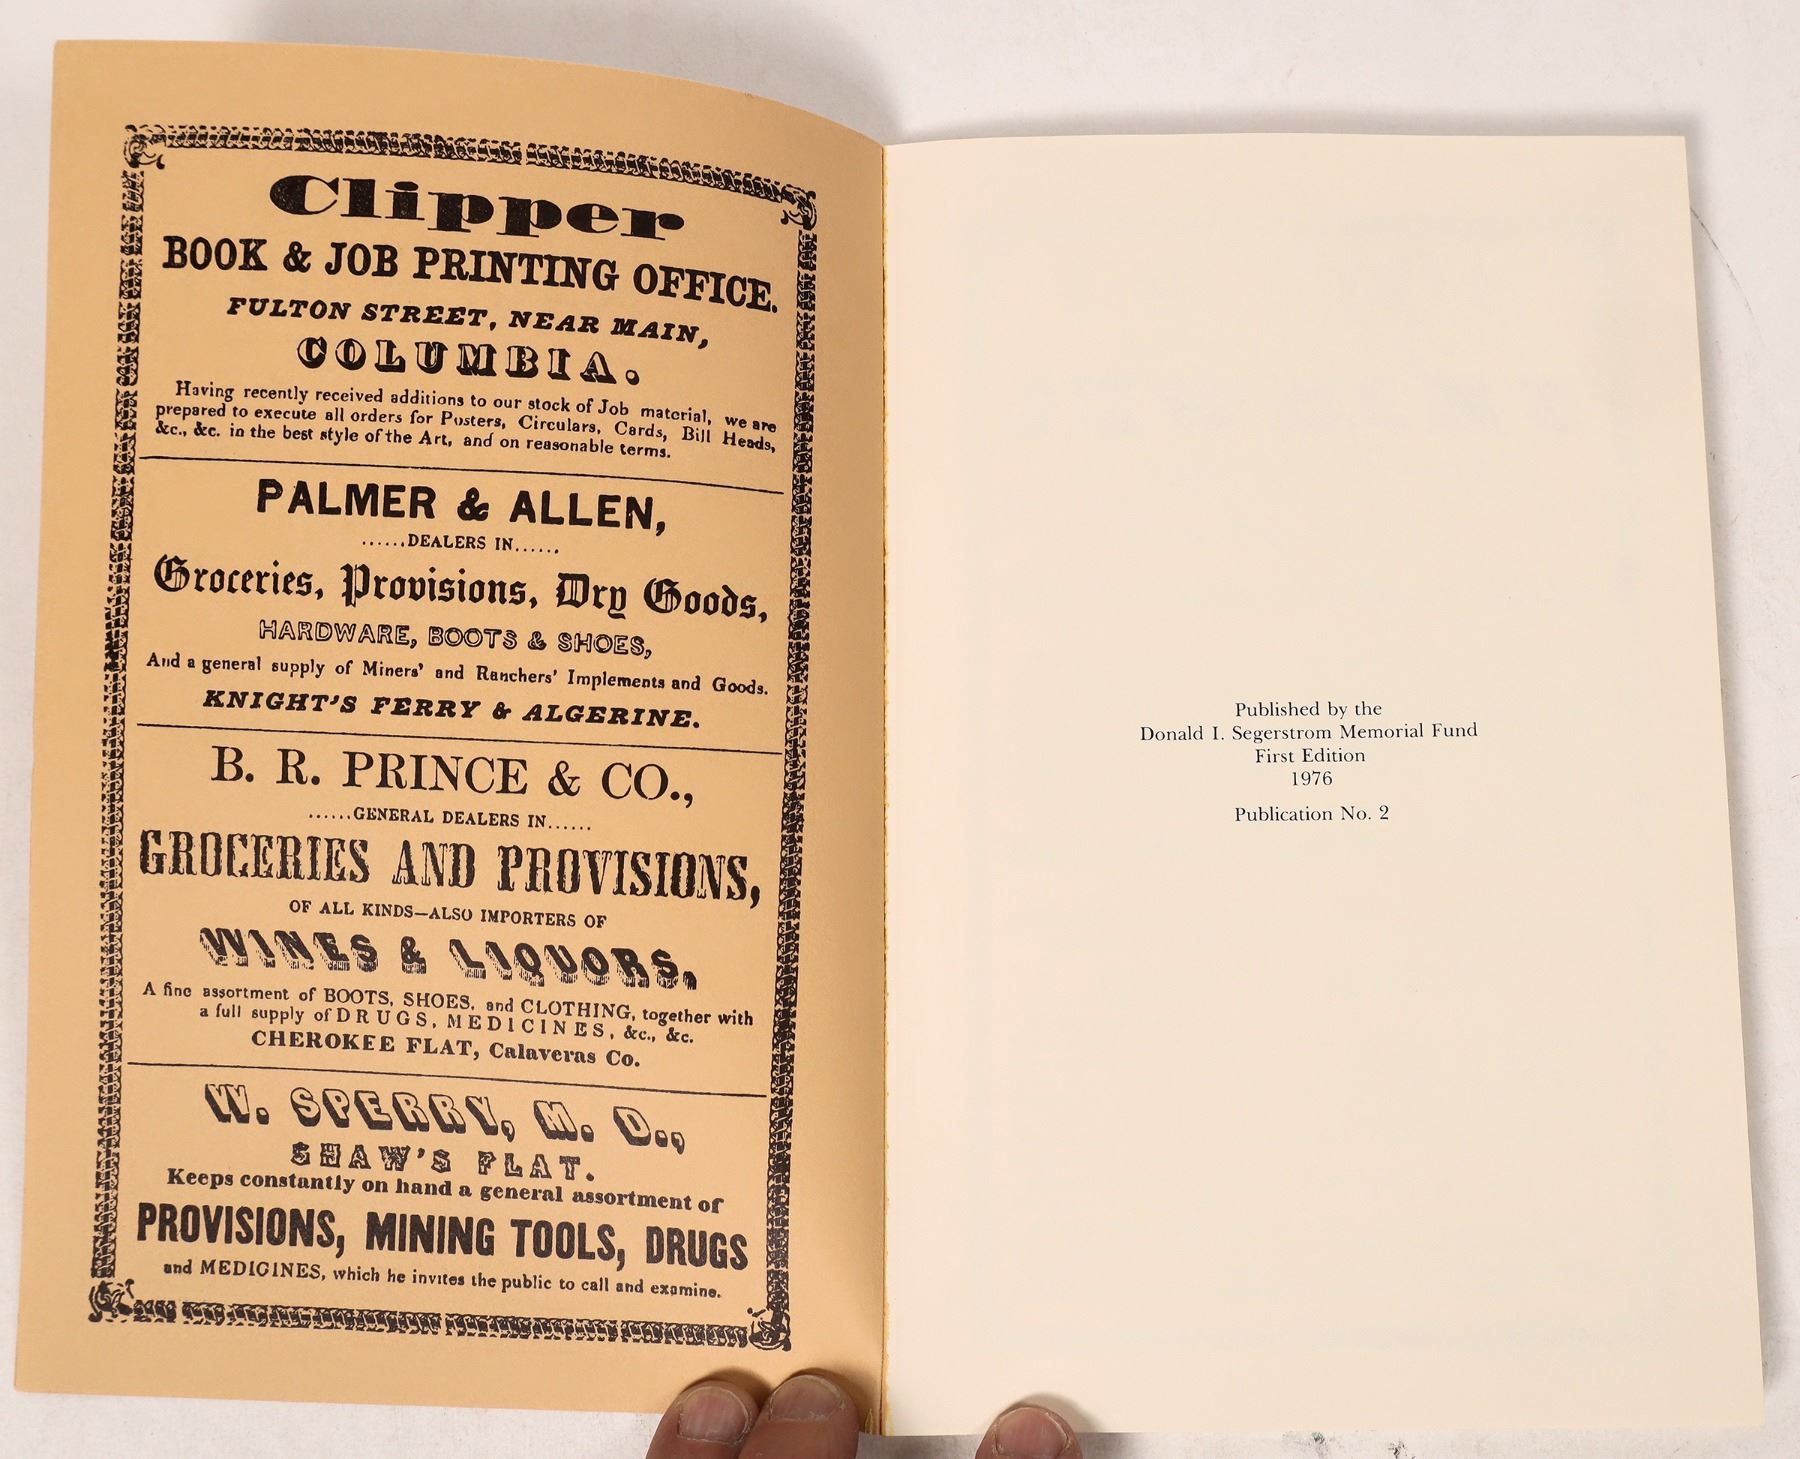 Clipper
BOOK & JOB PRINTING OFFICE.
FULTON STREET, NEAR MAIN,
COLUMBIA.
Having recently received additions to our stock of Job material, we are
prepared to execute all orders for Posters, Circulars, Cards, Bill Heads,
&c., &c. in the best style of the Art, and on reasonable terms.
PALMER & ALLEN,
......DEALERS IN......
Groceries, Provisions, Dry Goods,
HARDWARE, BOOTS & SHOES,
And a general supply of Miners' and Ranchers' Implements and Goods.
KNIGHT'S FERRY & ALGERINE.
B. R. PRINCE & CO.,
......GENERAL DEALERS IN......
GROCERIES AND PROVISIONS,
OF ALL KINDS—ALSO IMPORTERS OF
WINES & LIQUORS,
A fine assortment of BOOTS, SHOES, and CLOTHING, together with
a full supply of DRUGS, MEDICINES, &c., &c.
CHEROKEE FLAT, Calaveras Co.
W. SPERRY, M. D.,
SHAW'S FLAT.
Keeps constantly on hand a general assortment of
PROVISIONS, MINING TOOLS, DRUGS
and MEDICINES, which he invites the public to call and examine.
Published by the
Donald I. Segerstrom Memorial Fund
First Edition
1976
Publication No. 2